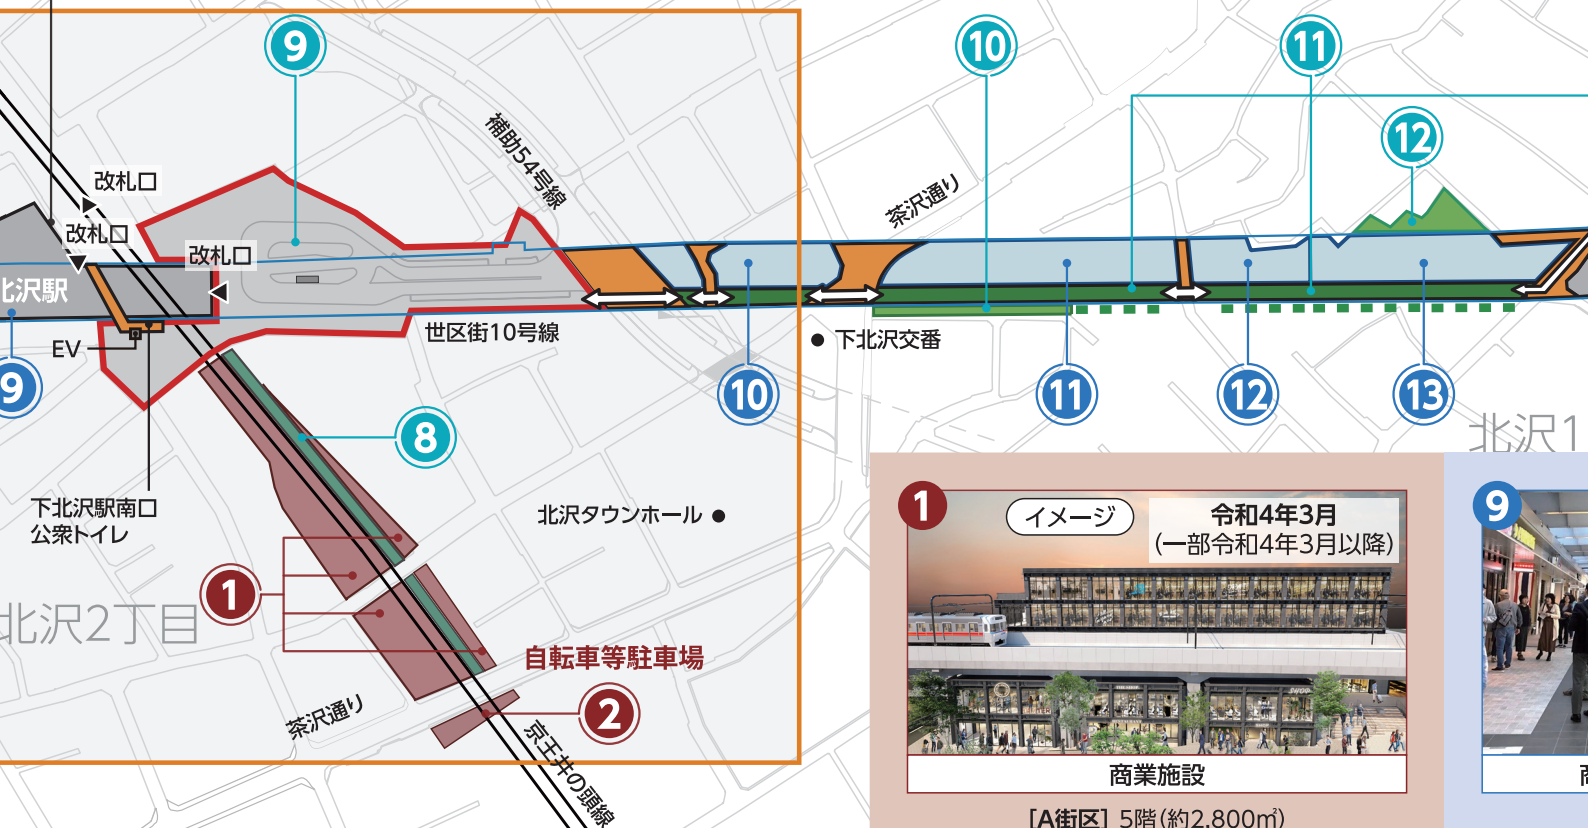 9
10
11
12
補助54号線
茶沢通り
改札口
改札口
改札口
北沢駅
世区街10号線
下北沢交番
EV
9
10
11
12
13
北沢1
8
下北沢駅南口
公衆トイレ
北沢タウンホール
1
北沢2丁目
自転車等駐車場
2
茶沢通り
京王井の頭線
1
イメージ
令和4年3月
(一部令和4年3月以降)
商業施設
[A街区] 5階(約2,800㎡)
9